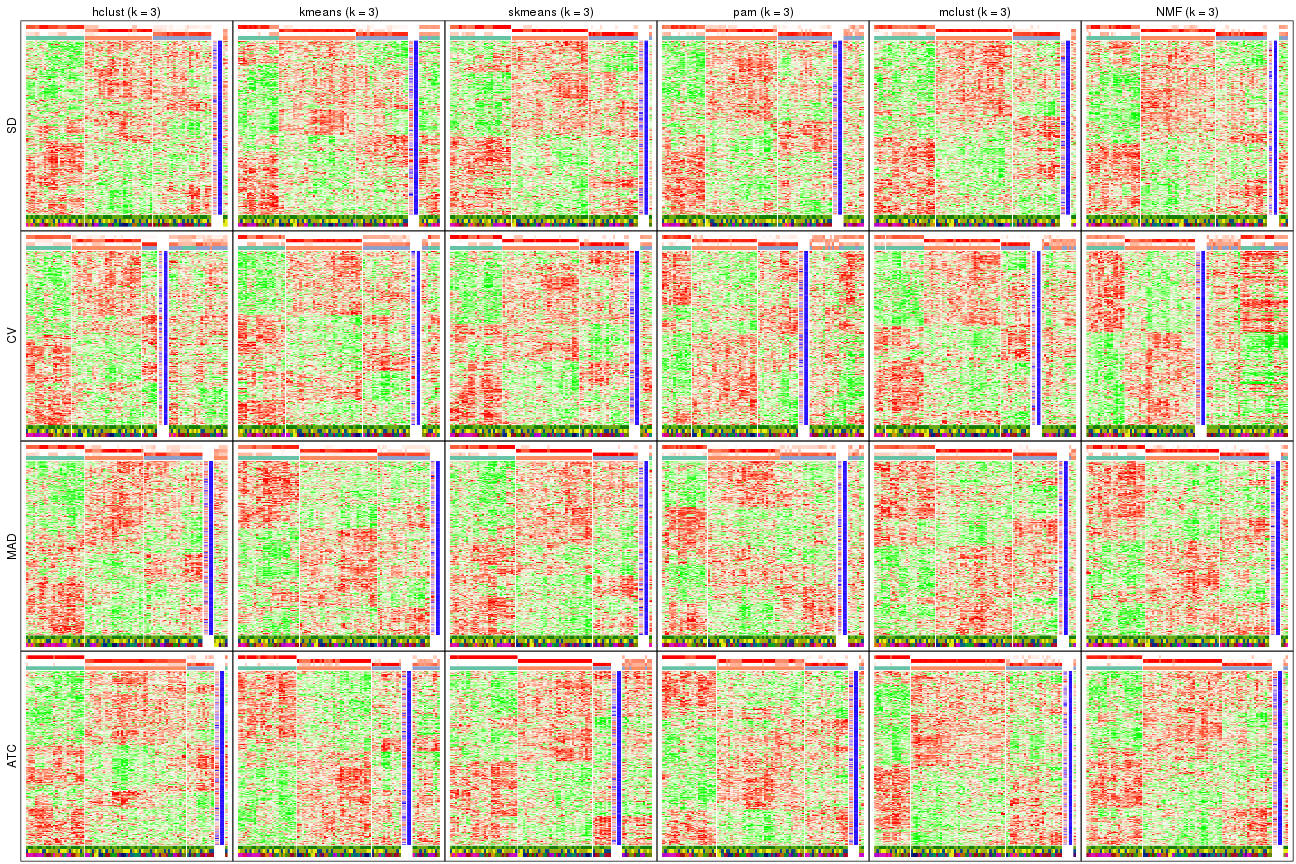 hclust (k = 3) kmeans (k = 3) skmeans (k = 3) pam (k = 3) mclust (k = 3) NMF (k = 3)
SD
CV
MAD
ATC